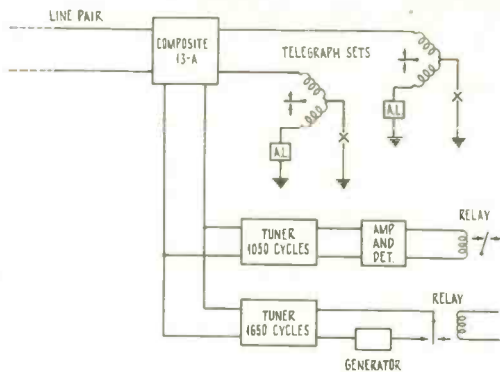 LINE PAIR
COMPOSITE
13-A
TELEGRAPH SETS
A.L.
A.L.
TUNER
1050 CYCLES
AMP
AND
DET.
RELAY
TUNER
1650 CYCLES
RELAY
GENERATOR